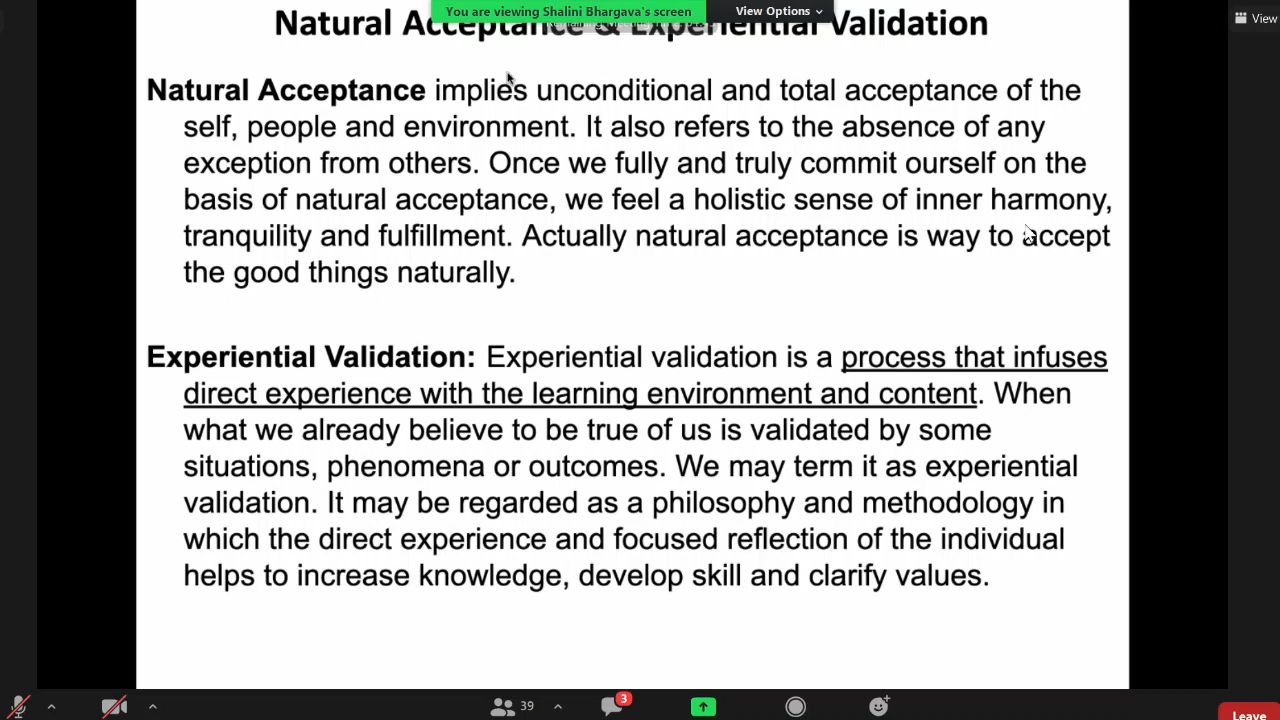 You are viewing Shalini Bhargava's screen
View Options
View
Natural Acceptance & Experiential Validation
Natural Acceptance implies unconditional and total acceptance of the
self, people and environment. It also refers to the absence of any
exception from others. Once we fully and truly commit ourself on the
basis of natural acceptance, we feel a holistic sense of inner harmony,
tranquility and fulfillment. Actually natural acceptance is way to accept
the good things naturally.
Experiential Validation: Experiential validation is a process that infuses
direct experience with the learning environment and content. When
what we already believe to be true of us is validated by some
situations, phenomena or outcomes. We may term it as experiential
validation. It may be regarded as a philosophy and methodology in
which the direct experience and focused reflection of the individual
helps to increase knowledge, develop skill and clarify values.
39
3
Leave